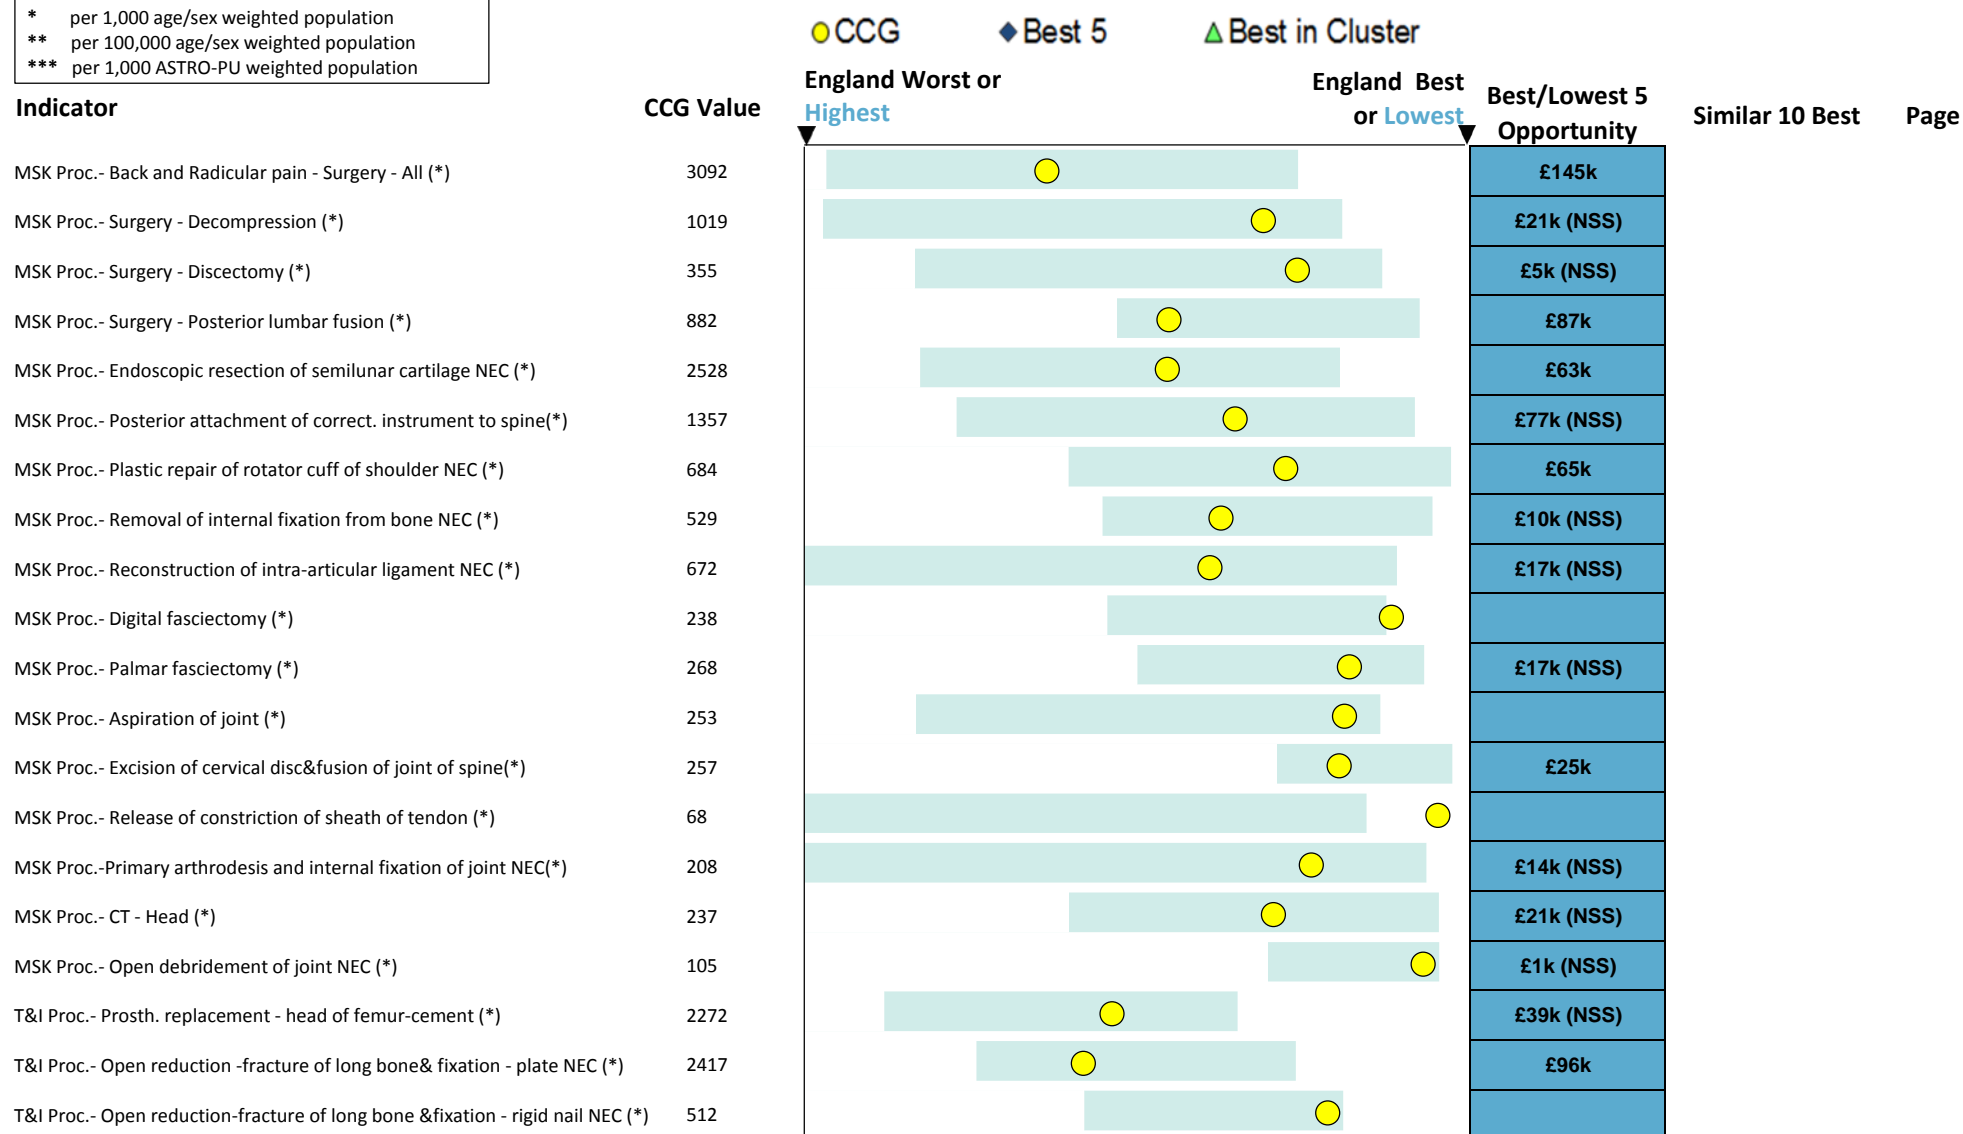 * per 1,000 age/sex weighted population
** per 100,000 age/sex weighted population
*** per 1,000 ASTRO-PU weighted population
CCG Best 5 Best in Cluster
Indicator CCG Value England Worst or Highest England Best or Lowest Best/Lowest 5 Opportunity Similar 10 Best Page
MSK Proc.- Back and Radicular pain - Surgery - All (*) 3092 £145k
MSK Proc.- Surgery - Decompression (*) 1019 £21k (NSS)
MSK Proc.- Surgery - Discectomy (*) 355 £5k (NSS)
MSK Proc.- Surgery - Posterior lumbar fusion (*) 882 £87k
MSK Proc.- Endoscopic resection of semilunar cartilage NEC (*) 2528 £63k
MSK Proc.- Posterior attachment of correct. instrument to spine(*) 1357 £77k (NSS)
MSK Proc.- Plastic repair of rotator cuff of shoulder NEC (*) 684 £65k
MSK Proc.- Removal of internal fixation from bone NEC (*) 529 £10k (NSS)
MSK Proc.- Reconstruction of intra-articular ligament NEC (*) 672 £17k (NSS)
MSK Proc.- Digital fasciectomy (*) 238
MSK Proc.- Palmar fasciectomy (*) 268 £17k (NSS)
MSK Proc.- Aspiration of joint (*) 253
MSK Proc.- Excision of cervical disc&fusion of joint of spine(*) 257 £25k
MSK Proc.- Release of constriction of sheath of tendon (*) 68
MSK Proc.-Primary arthrodesis and internal fixation of joint NEC(*) 208 £14k (NSS)
MSK Proc.- CT - Head (*) 237 £21k (NSS)
MSK Proc.- Open debridement of joint NEC (*) 105 £1k (NSS)
T&I Proc.- Prosth. replacement - head of femur-cement (*) 2272 £39k (NSS)
T&I Proc.- Open reduction -fracture of long bone& fixation - plate NEC (*) 2417 £96k
T&I Proc.- Open reduction-fracture of long bone &fixation - rigid nail NEC (*) 512